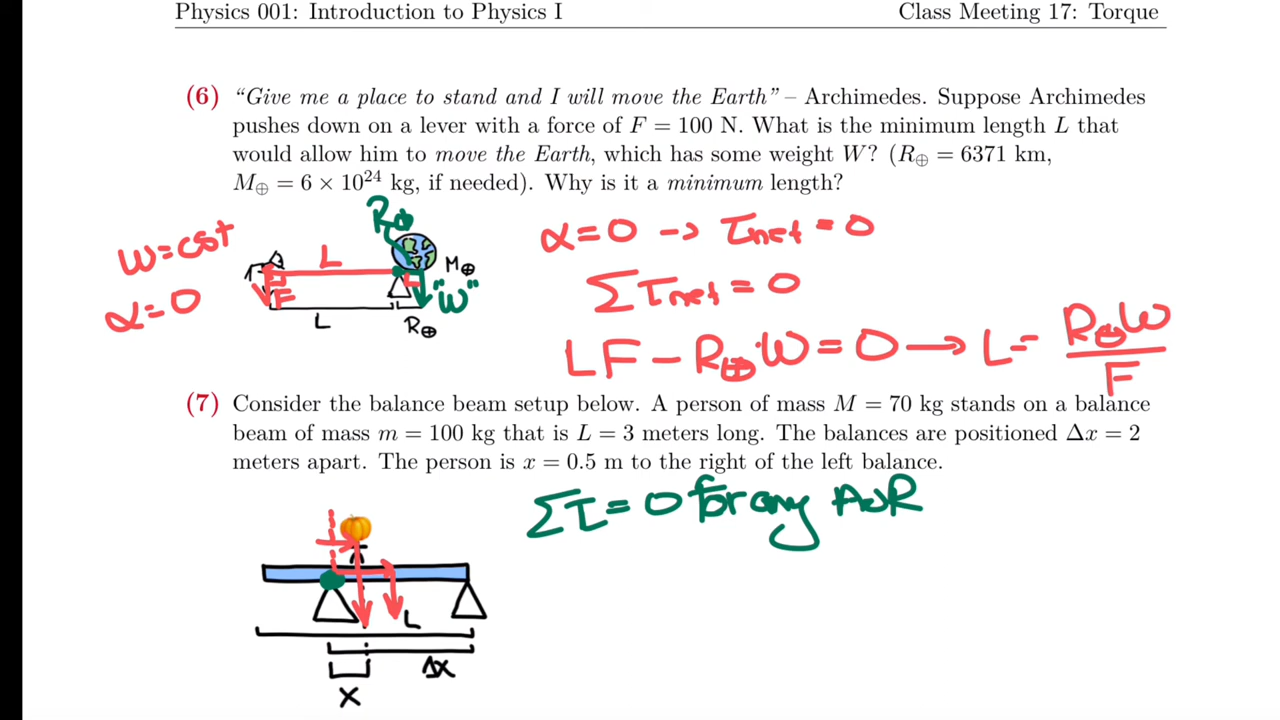 Physics 001: Introduction to Physics I Class Meeting 17: Torque
(6) "Give me a place to stand and I will move the Earth" – Archimedes. Suppose Archimedes
pushes down on a lever with a force of F = 100 N. What is the minimum length L that
would allow him to move the Earth, which has some weight W? (R⊕ = 6371 km,
M⊕ = 6 × 10²⁴ kg, if needed). Why is it a minimum length?
R⊕
ω=cst
α=0
L
F
M⊕
"W"
L
R⊕
α=0 → τnet = 0
Στnet = 0
LF − R⊕·W = 0 → L = R⊕W/F
(7) Consider the balance beam setup below. A person of mass M = 70 kg stands on a balance
beam of mass m = 100 kg that is L = 3 meters long. The balances are positioned Δx = 2
meters apart. The person is x = 0.5 m to the right of the left balance.
Στ = 0 for any AoR
L
Δx
x